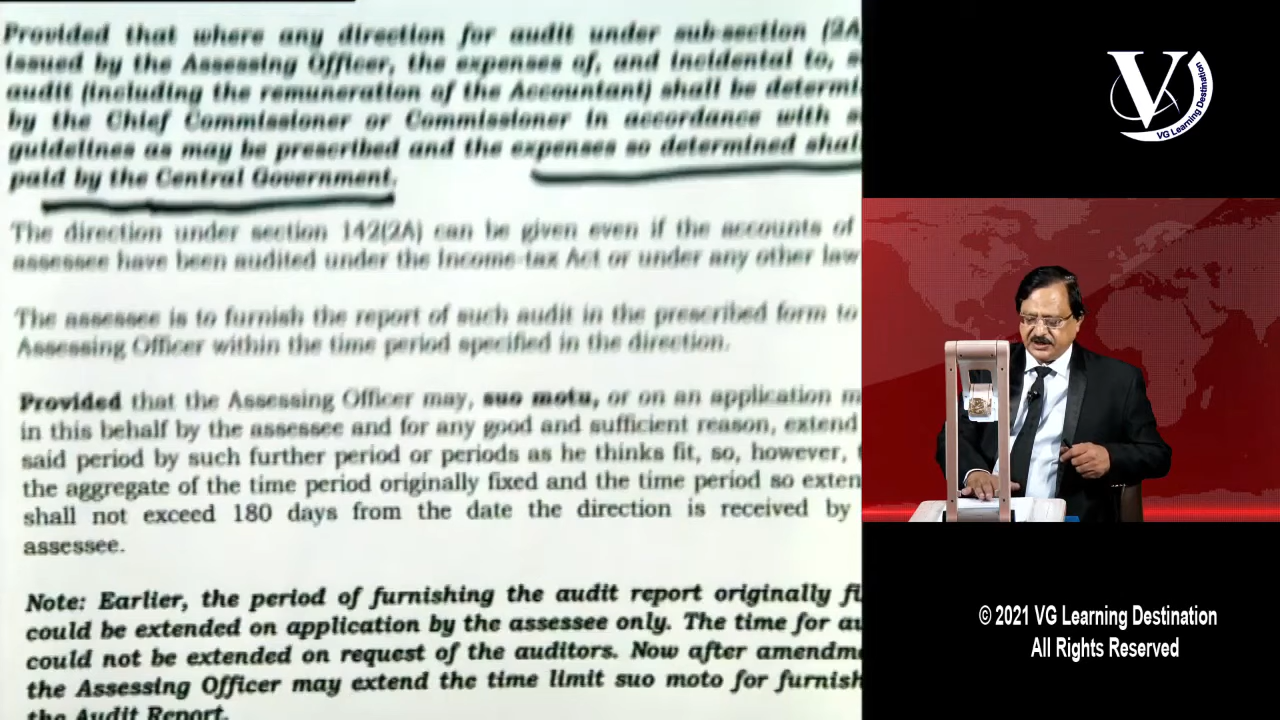 Provided that where any direction for audit under sub-section (2A
issued by the Assessing Officer, the expenses of, and incidental to, s
audit (including the remuneration of the Accountant) shall be determi
by the Chief Commissioner or Commissioner in accordance with s
guidelines as may be prescribed and the expenses so determined shal
paid by the Central Government.
The direction under section 142(2A) can be given even if the accounts of
assessee have been audited under the Income-tax Act or under any other law
The assessee is to furnish the report of such audit in the prescribed form to
Assessing Officer within the time period specified in the direction.
Provided that the Assessing Officer may, suo motu, or on an application m
in this behalf by the assessee and for any good and sufficient reason, extend
said period by such further period or periods as he thinks fit, so, however, t
the aggregate of the time period originally fixed and the time period so exten
shall not exceed 180 days from the date the direction is received by
assessee.
Note: Earlier, the period of furnishing the audit report originally fi
could be extended on application by the assessee only. The time for au
could not be extended on request of the auditors. Now after amendme
the Assessing Officer may extend the time limit suo moto for furnish
the Audit Report.
V
VG Learning Destination
© 2021 VG Learning Destination
All Rights Reserved